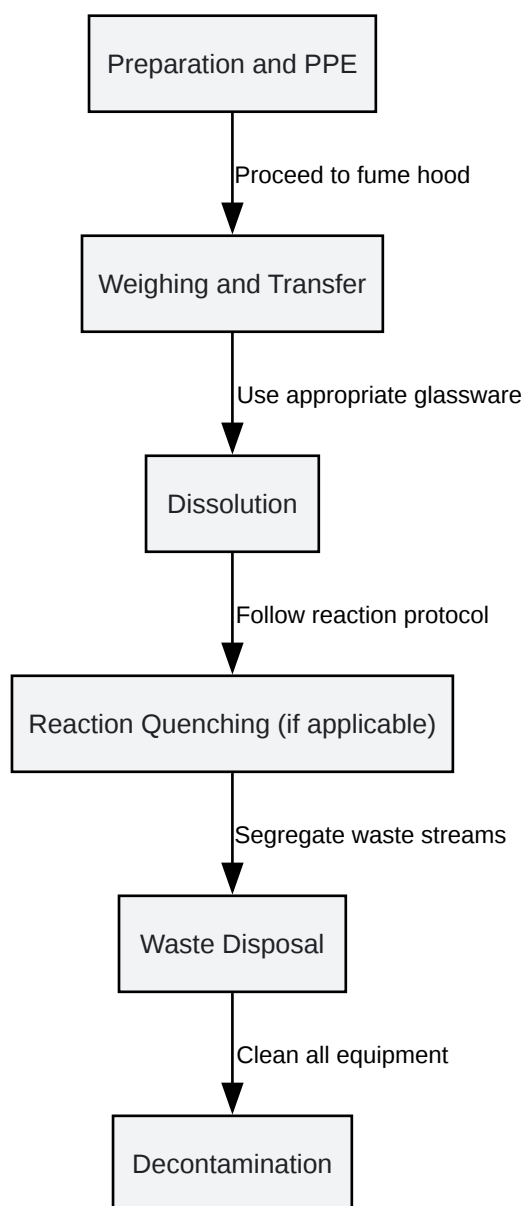 Preparation and PPE
Proceed to fume hood
Weighing and Transfer
Use appropriate glassware
Dissolution
Follow reaction protocol
Reaction Quenching (if applicable)
Segregate waste streams
Waste Disposal
Clean all equipment
Decontamination